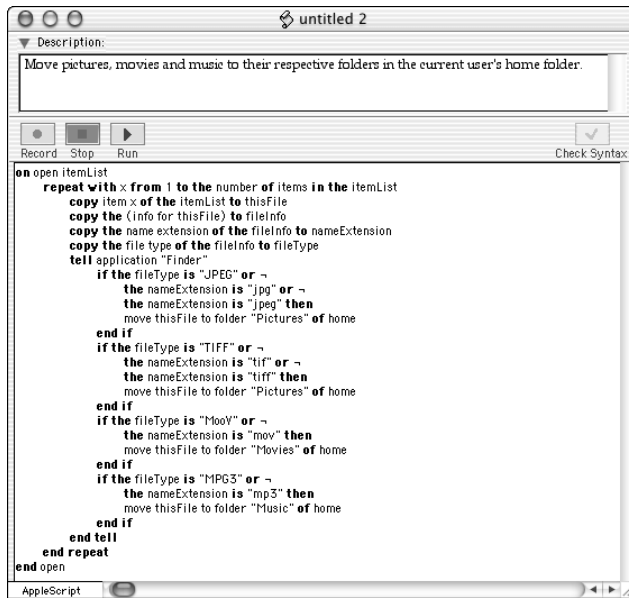 untitled 2
Description:
Move pictures, movies and music to their respective folders in the current user's home folder.
Record Stop Run Check Syntax
on open itemList
repeat with x from 1 to the number of items in the itemList
copy item x of the itemList to thisFile
copy the (info for thisFile) to fileInfo
copy the name extension of the fileInfo to nameExtension
copy the file type of the fileInfo to fileType
tell application "Finder"
if the fileType is "JPEG" or ¬
the nameExtension is "jpg" or ¬
the nameExtension is "jpeg" then
move thisFile to folder "Pictures" of home
end if
if the fileType is "TIFF" or ¬
the nameExtension is "tif" or ¬
the nameExtension is "tiff" then
move thisFile to folder "Pictures" of home
end if
if the fileType is "MooV" or ¬
the nameExtension is "mov" then
move thisFile to folder "Movies" of home
end if
if the fileType is "MPG3" or ¬
the nameExtension is "mp3" then
move thisFile to folder "Music" of home
end if
end tell
end repeat
end open
AppleScript